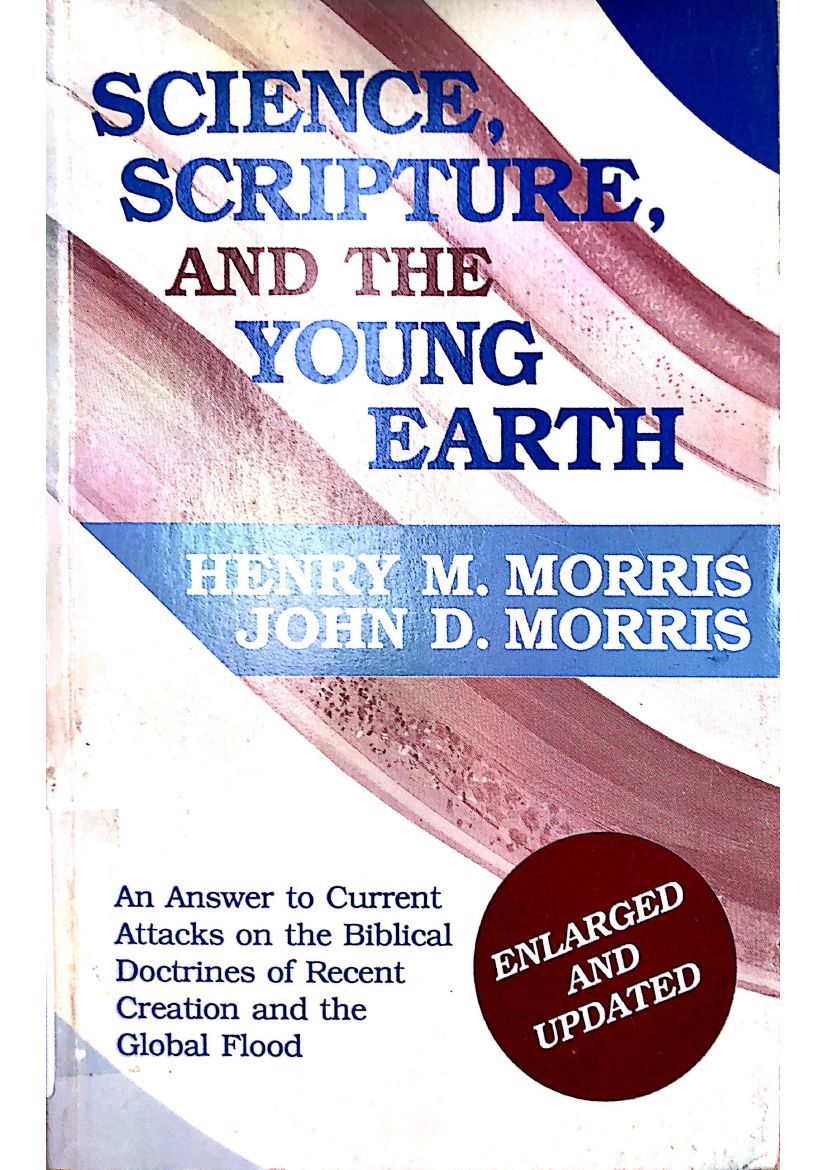 SCIENCE,
SCRIPTURE,
AND THE
YOUNG
EARTH
HENRY M. MORRIS
JOHN D. MORRIS
An Answer to Current
Attacks on the Biblical
Doctrines of Recent
Creation and the
Global Flood
ENLARGED
AND
UPDATED